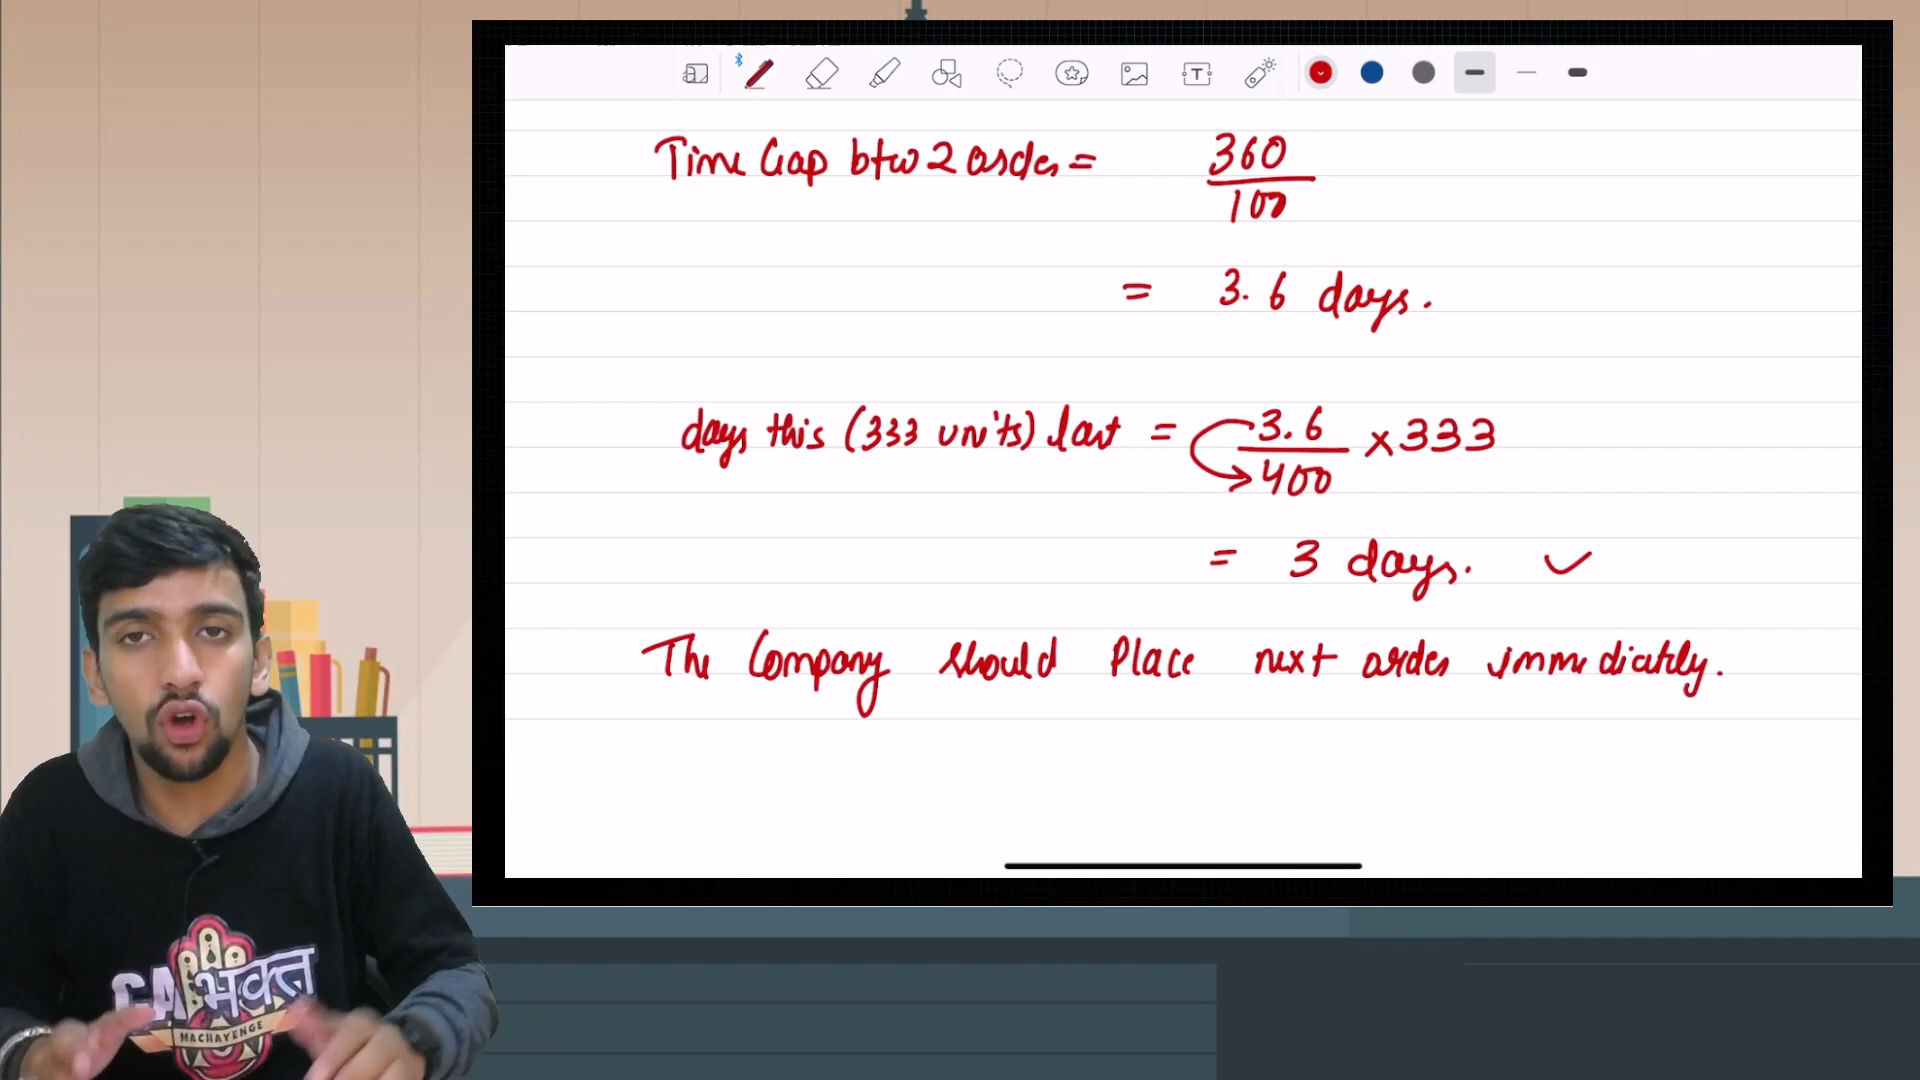 Time Gap btw 2 order = 360/100
= 3.6 days.
days this (333 units) last = 3.6/400 × 333
= 3 days. ✓
The Company should Place next order immediately.
CA भक्त
MACHAYENGE